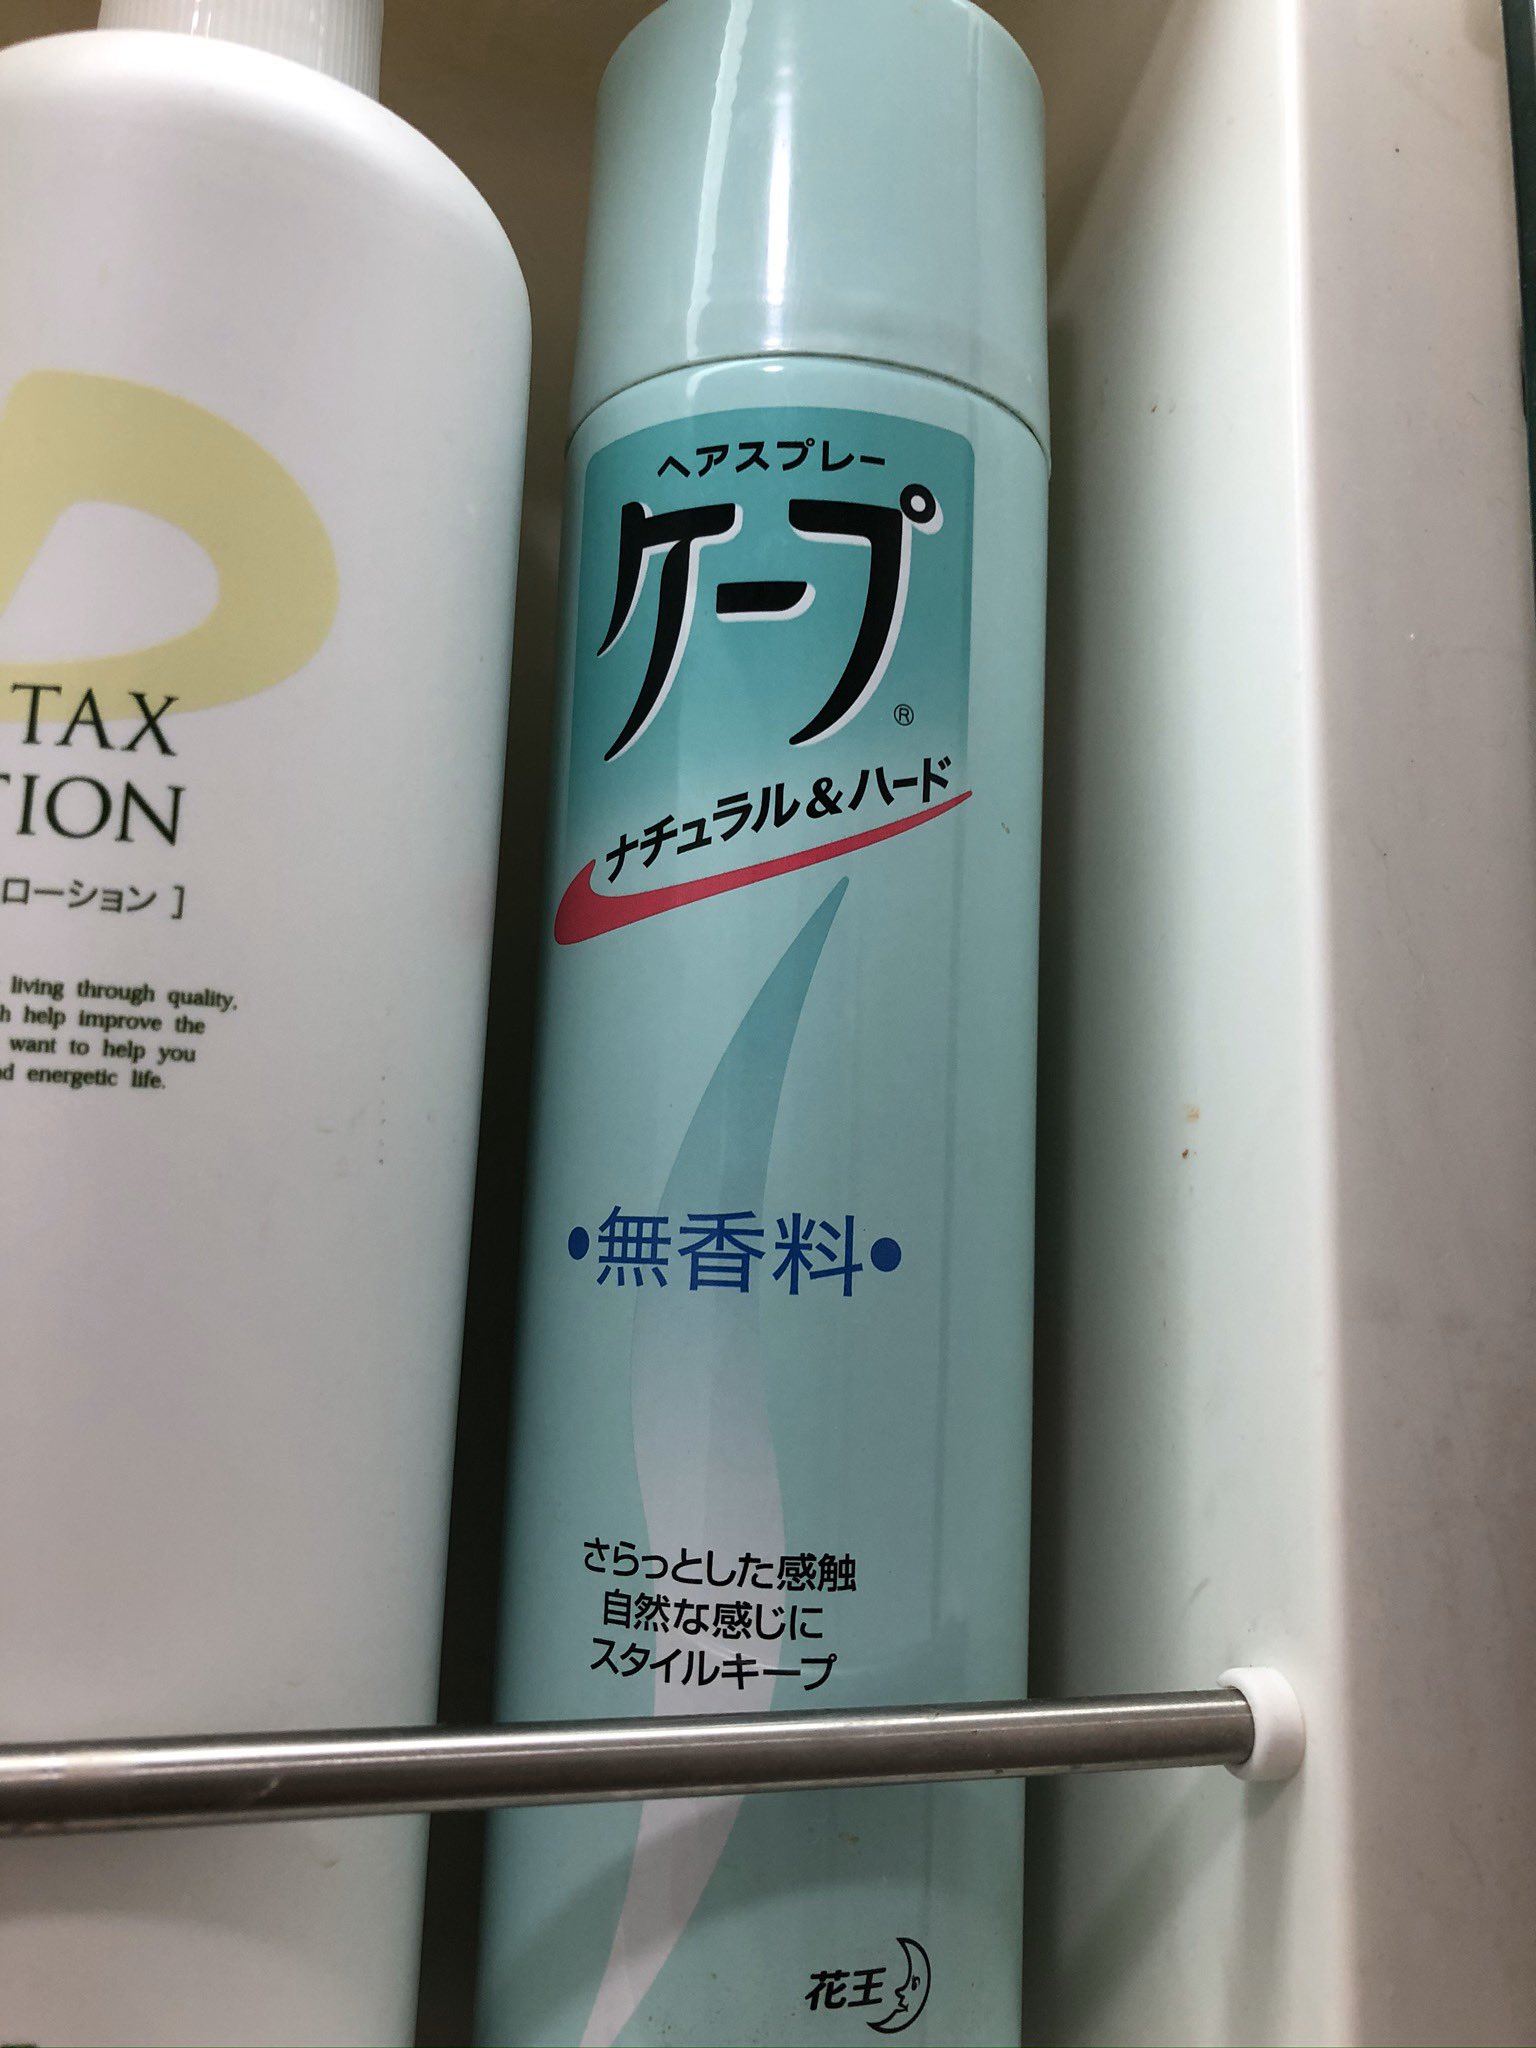 TAX
TION
ローション]
living through quality.
help improve the
want to help you
energetic life.
ヘアスプレー
ケープ®
ナチュラル&ハード
•無香料•
さらっとした感触
自然な感じに
スタイルキープ
花王